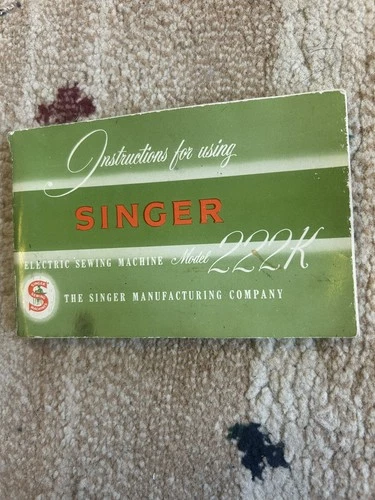 Instructions for using
SINGER
ELECTRIC SEWING MACHINE Model 222K
THE SINGER MANUFACTURING COMPANY